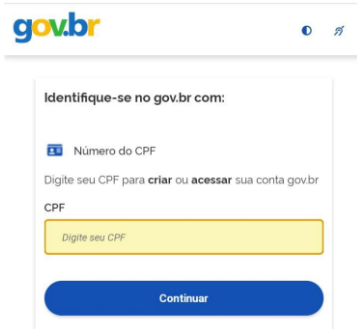 gov.br
Identifique-se no gov.br com:
Número do CPF
Digite seu CPF para criar ou acessar sua conta gov.br
CPF
Digite seu CPF
Continuar